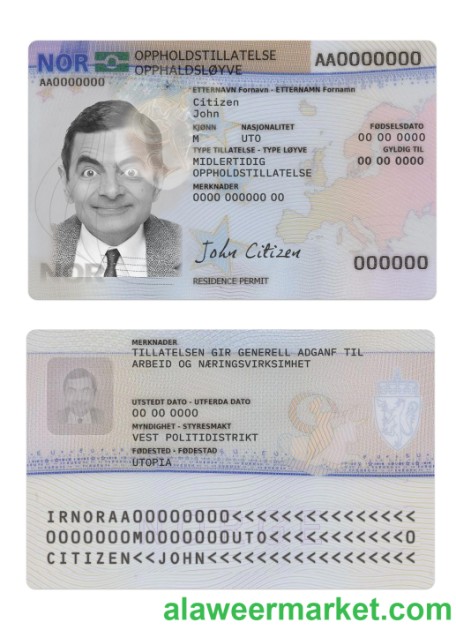 NOR OPPHOLDSTILLATELSE AA0000000
AA0000000 OPPHALDSLØYVE
ETTERNAVN Fornavn - ETTERNAMN Fornamn
Citizen
John
KJØNN NASJONALITET FØDSELSDATO
M UTO 00 00 0000
TYPE TILLATELSE - TYPE LØYVE GYLDIG TIL
MIDLERTIDIG 00 00 0000
OPPHOLDSTILLATELSE
MERKNADER
0000 000000 00
John Citizen
NOR 000000
RESIDENCE PERMIT
MERKNADER
TILLATELSEN GIR GENERELL ADGANF TIL
ARBEID OG NÆRINGSVIRKSIMHET
UTSTEDT DATO - UTFERDA DATO
00 00 0000
MYNDIGHET - STYRESMAKT
VEST POLITIDISTRIKT
FØDESTED - FØDESTAD
UTOPIA
IRNORAA00000000<<<<<<<<<<<<<<<
0000000M0000000UTO<<<<<<<<<<<0
CITIZEN<<JOHN<<<<<<<<<<<<<<<<<
alaweermarket.com